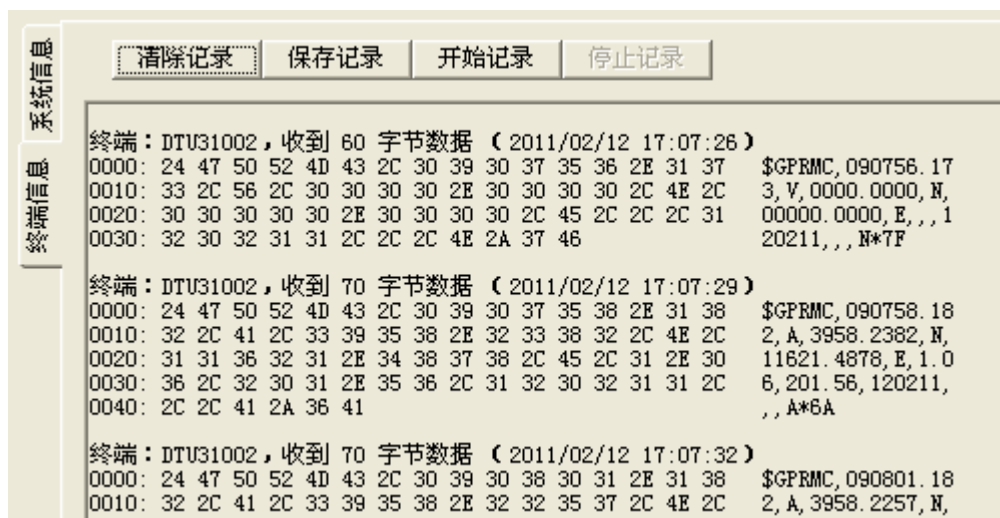 系统信息
终端信息
清除记录 保存记录 开始记录 停止记录
终端：DTU31002，收到 60 字节数据 （2011/02/12 17:07:26）
0000: 24 47 50 52 4D 43 2C 30 39 30 37 35 36 2E 31 37 $GPRMC,090756.17
0010: 33 2C 56 2C 30 30 30 30 2E 30 30 30 30 2C 4E 2C 3,V,0000.0000,N,
0020: 30 30 30 30 30 2E 30 30 30 30 2C 45 2C 2C 2C 31 00000.0000,E,,,1
0030: 32 30 32 31 31 2C 2C 2C 4E 2A 37 46 20211,,,N*7F
终端：DTU31002，收到 70 字节数据 （2011/02/12 17:07:29）
0000: 24 47 50 52 4D 43 2C 30 39 30 37 35 38 2E 31 38 $GPRMC,090758.18
0010: 32 2C 41 2C 33 39 35 38 2E 32 33 38 32 2C 4E 2C 2,A,3958.2382,N,
0020: 31 31 36 32 31 2E 34 38 37 38 2C 45 2C 31 2E 30 11621.4878,E,1.0
0030: 36 2C 32 30 31 2E 35 36 2C 31 32 30 32 31 31 2C 6,201.56,120211,
0040: 2C 2C 41 2A 36 41 ,,A*6A
终端：DTU31002，收到 70 字节数据 （2011/02/12 17:07:32）
0000: 24 47 50 52 4D 43 2C 30 39 30 38 30 31 2E 31 38 $GPRMC,090801.18
0010: 32 2C 41 2C 33 39 35 38 2E 32 32 35 37 2C 4E 2C 2,A,3958.2257,N,